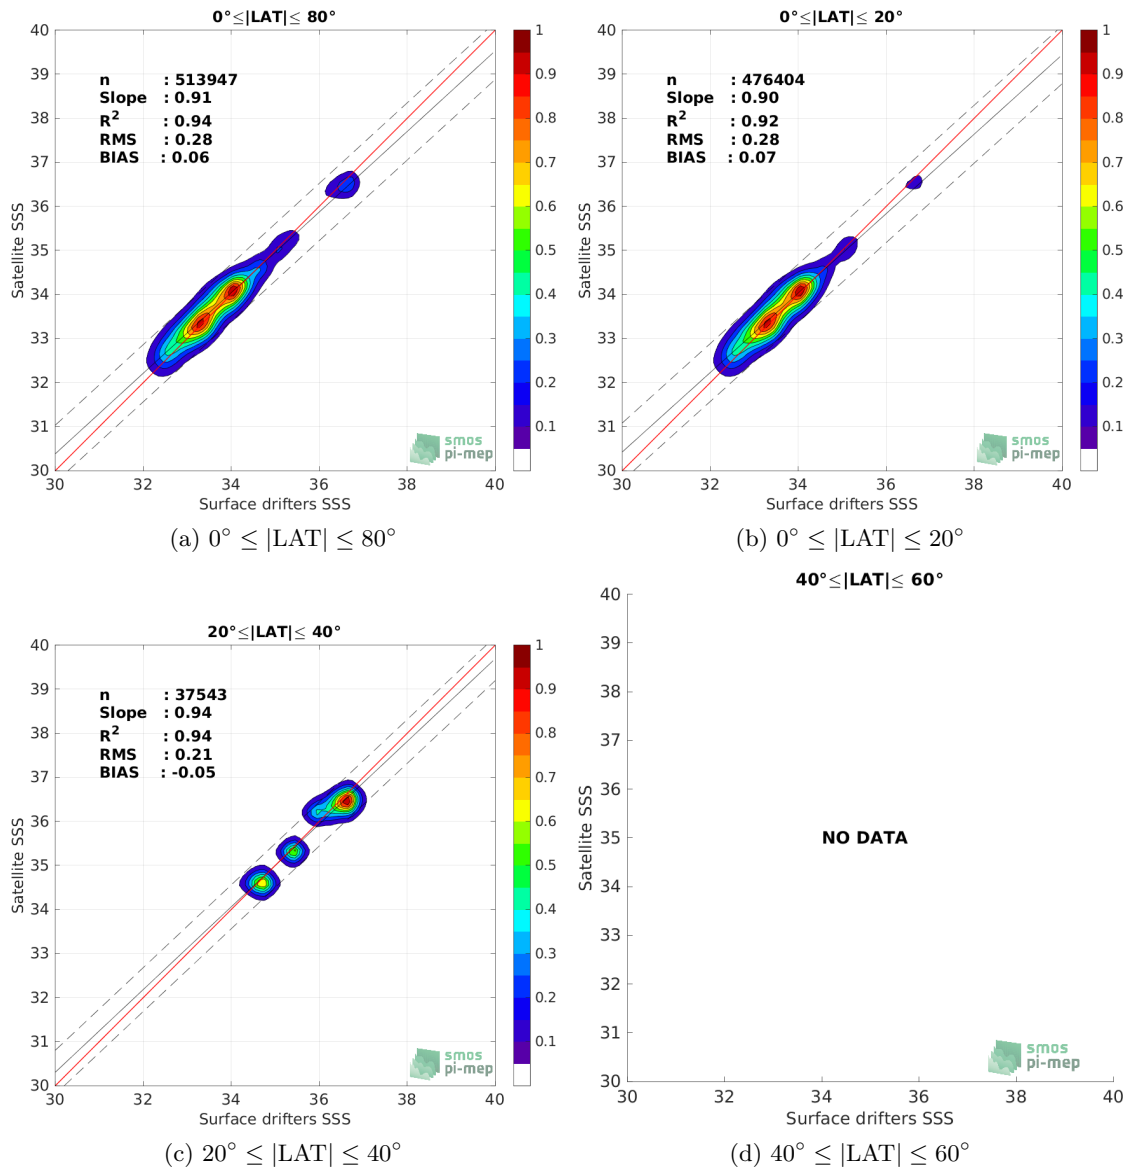 0°≤|LAT|≤ 80°
40
39
38
37
36
35
34
33
32
31
30
Satellite SSS
n : 513947
Slope : 0.91
R2 : 0.94
RMS : 0.28
BIAS : 0.06
1
0.9
0.8
0.7
0.6
0.5
0.4
0.3
0.2
0.1
smos
pi-mep
30 32 34 36 38 40
Surface drifters SSS
(a) 0° ≤ |LAT| ≤ 80°
0°≤|LAT|≤ 20°
40
39
38
37
36
35
34
33
32
31
30
Satellite SSS
n : 476404
Slope : 0.90
R2 : 0.92
RMS : 0.28
BIAS : 0.07
1
0.9
0.8
0.7
0.6
0.5
0.4
0.3
0.2
0.1
smos
pi-mep
30 32 34 36 38 40
Surface drifters SSS
(b) 0° ≤ |LAT| ≤ 20°
20°≤|LAT|≤ 40°
40
39
38
37
36
35
34
33
32
31
30
Satellite SSS
n : 37543
Slope : 0.94
R2 : 0.94
RMS : 0.21
BIAS : -0.05
1
0.9
0.8
0.7
0.6
0.5
0.4
0.3
0.2
0.1
smos
pi-mep
30 32 34 36 38 40
Surface drifters SSS
(c) 20° ≤ |LAT| ≤ 40°
40°≤|LAT|≤ 60°
40
39
38
37
36
35
34
33
32
31
30
Satellite SSS
NO DATA
smos
pi-mep
30 32 34 36 38 40
Surface drifters SSS
(d) 40° ≤ |LAT| ≤ 60°